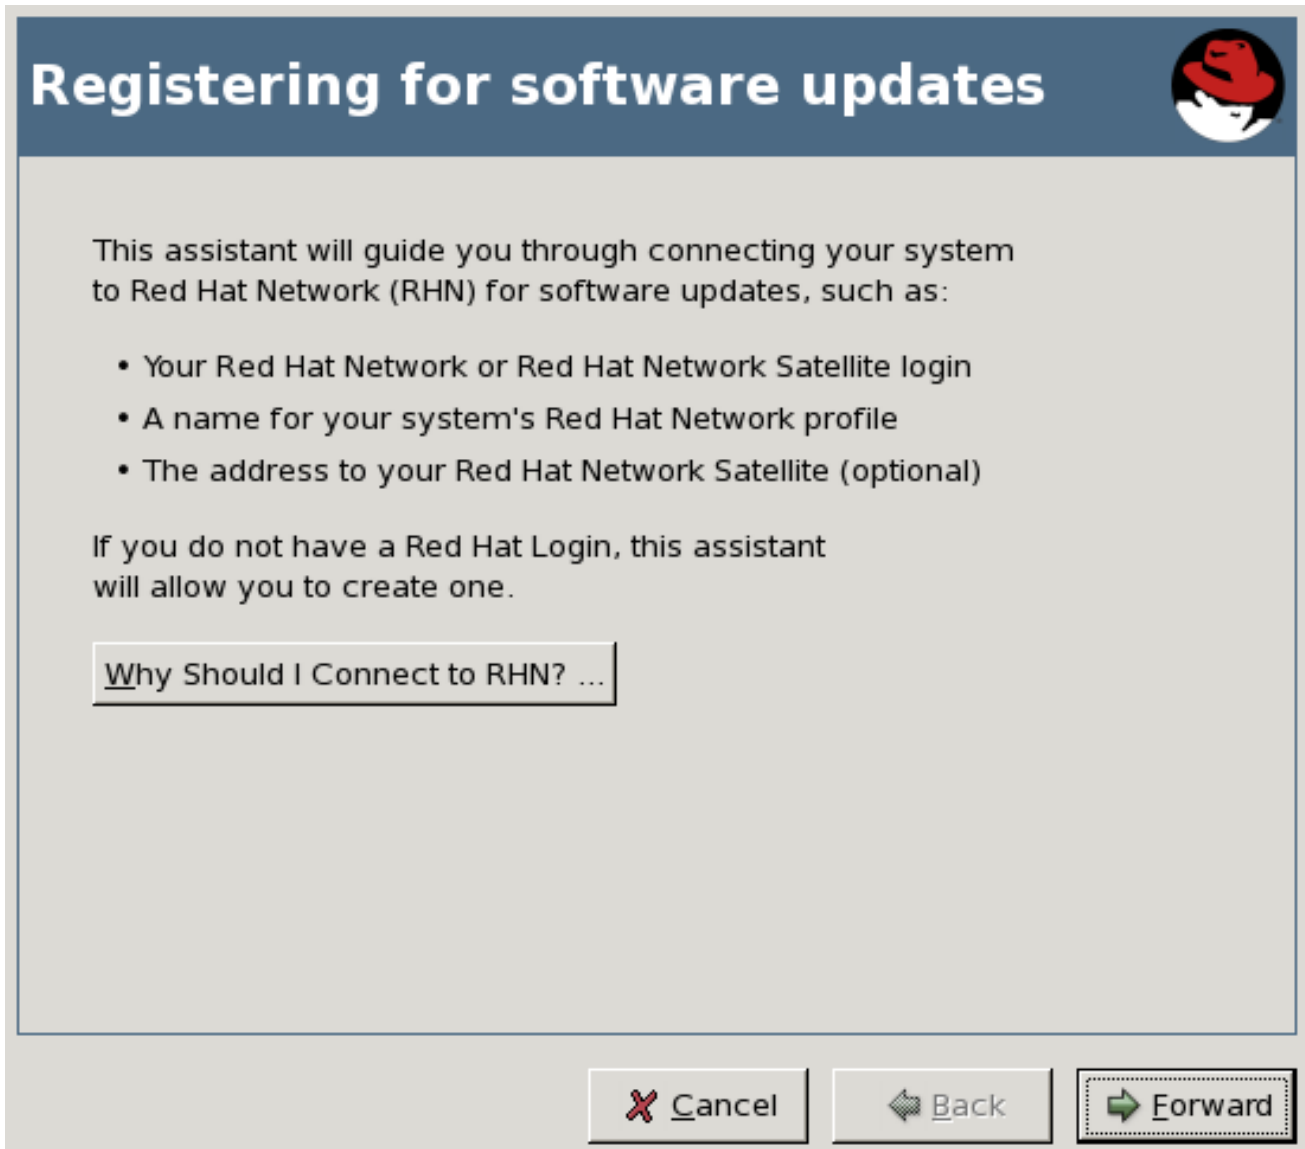 Registering for software updates
This assistant will guide you through connecting your system
to Red Hat Network (RHN) for software updates, such as:
• Your Red Hat Network or Red Hat Network Satellite login
• A name for your system's Red Hat Network profile
• The address to your Red Hat Network Satellite (optional)
If you do not have a Red Hat Login, this assistant
will allow you to create one.
Why Should I Connect to RHN? ...
Cancel
Back
Forward